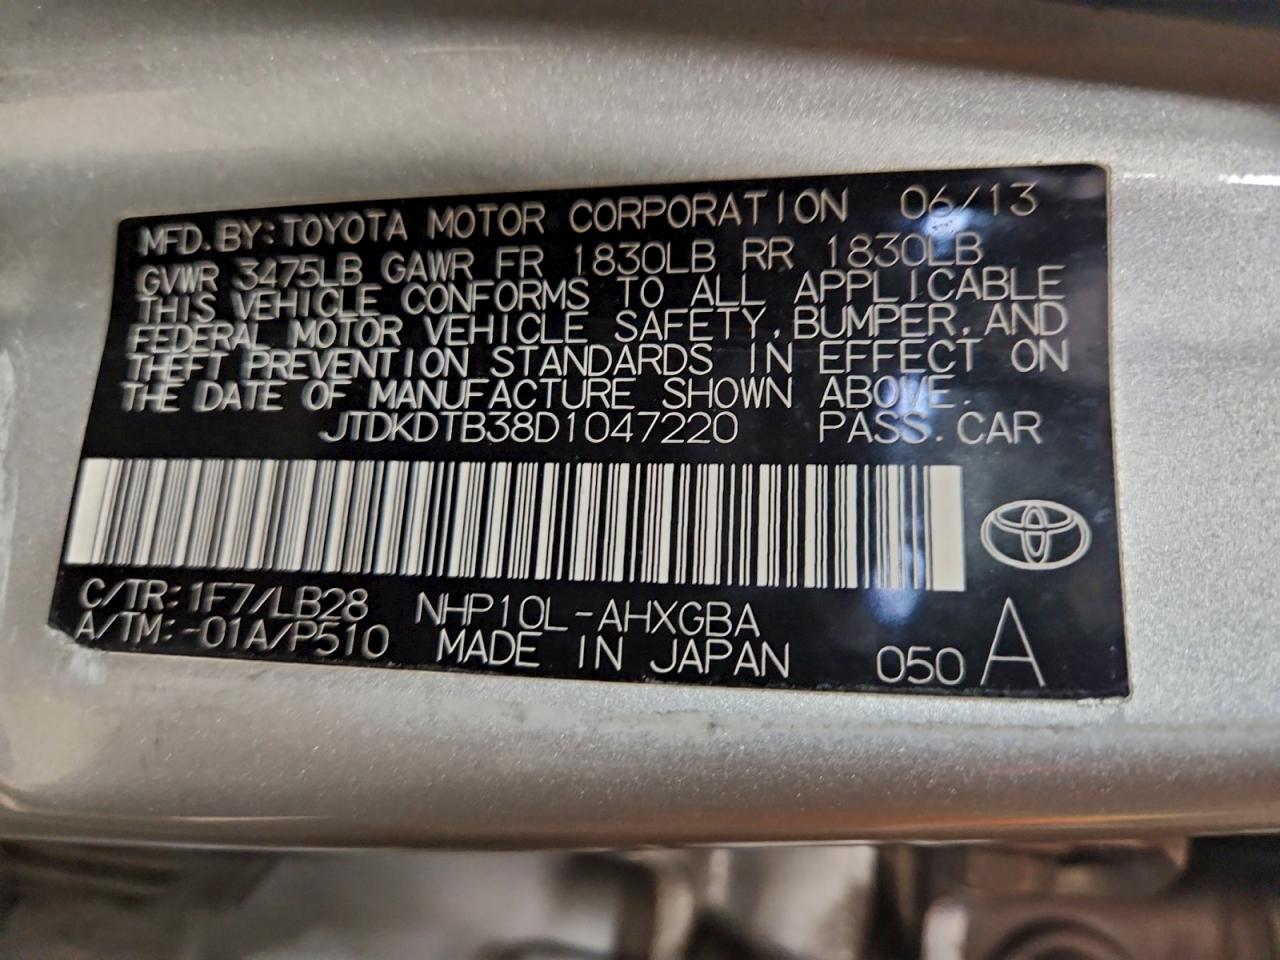 MFD.BY:TOYOTA MOTOR CORPORATION 06/13
GVWR 3475LB GAWR FR 1830LB RR 1830LB
THIS VEHICLE CONFORMS TO ALL APPLICABLE
FEDERAL MOTOR VEHICLE SAFETY, BUMPER, AND
THEFT PREVENTION STANDARDS IN EFFECT ON
THE DATE OF MANUFACTURE SHOWN ABOVE.
JTDKDTB38D1047220 PASS.CAR
C/TR:1F7/LB28 NHP10L-AHXGBA
A/TM:-01A/P510 MADE IN JAPAN 050 A